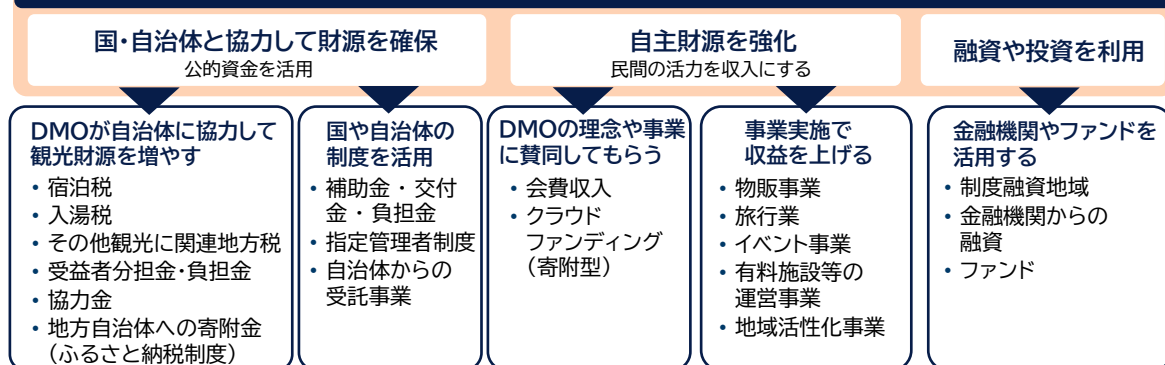 国・自治体と協力して財源を確保
公的資金を活用
自主財源を強化
民間の活力を収入にする
融資や投資を利用
DMOが自治体に協力して
観光財源を増やす
・宿泊税
・入湯税
・その他観光に関連地方税
・受益者分担金・負担金
・協力金
・地方自治体への寄附金
（ふるさと納税制度）
国や自治体の
制度を活用
・補助金・交付
金・負担金
・指定管理者制度
・自治体からの
受託事業
DMOの理念や事業
に賛同してもらう
・会費収入
・クラウド
ファンディング
（寄附型）
事業実施で
収益を上げる
・物販事業
・旅行業
・イベント事業
・有料施設等の
運営事業
・地域活性化事業
金融機関やファンドを
活用する
・制度融資地域
・金融機関からの
融資
・ファンド